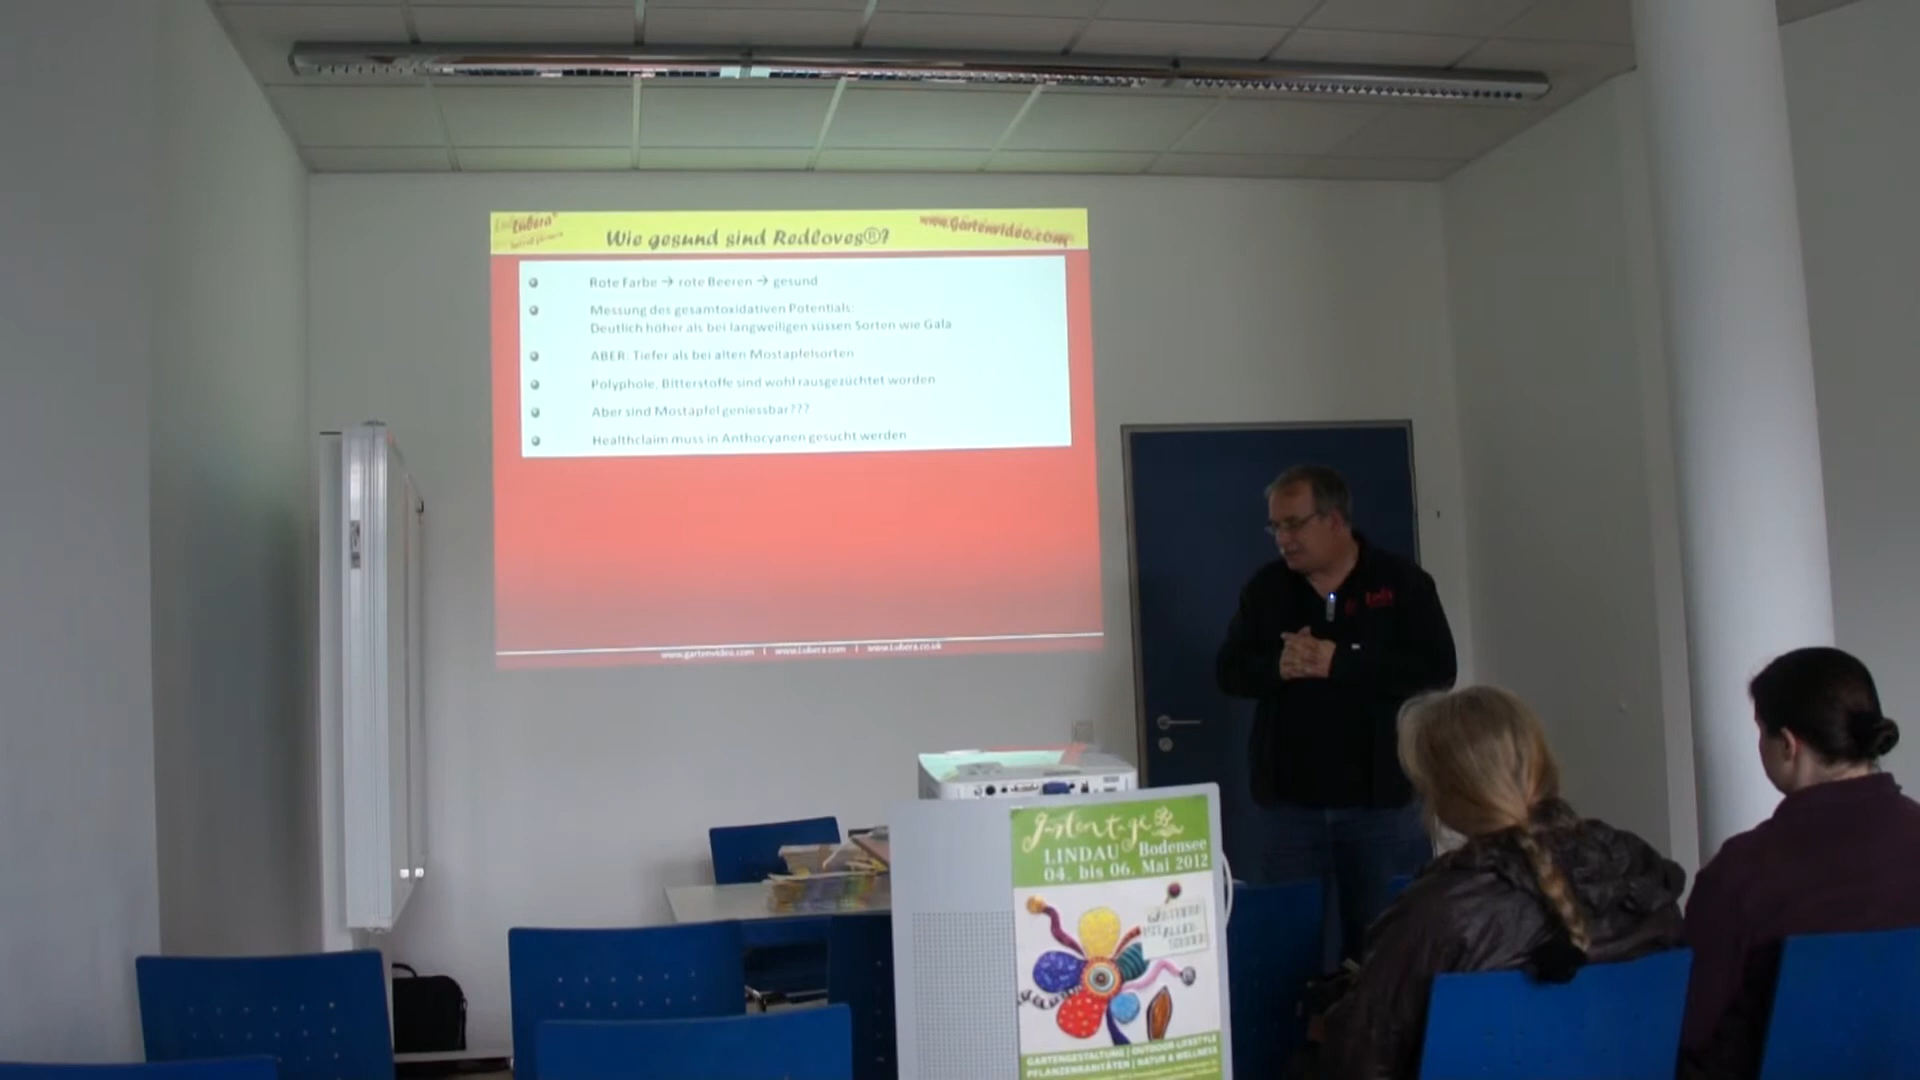 Lubera
Wie gesund sind Redloves®?
www.Gartenvideo.com
Rote Farbe → rote Beeren → gesund
Messung des gesamtoxidativen Potentials:
Deutlich höher als bei langweiligen süssen Sorten wie Gala
ABER: Tiefer als bei alten Mostapfelsorten
Polyphole, Bitterstoffe sind wohl rausgezüchtet worden
Aber sind Mostäpfel geniessbar???
Healthclaim muss in Anthocyanen gesucht werden
www.gartenvideo.com | www.Lubera.com | www.Lubera.co.uk
Gartentage
LINDAU Bodensee
04. bis 06. Mai 2012
GARTENGESTALTUNG | OUTDOOR-LIFESTYLE
PFLANZENRARITÄTEN | NATUR & WELLNESS